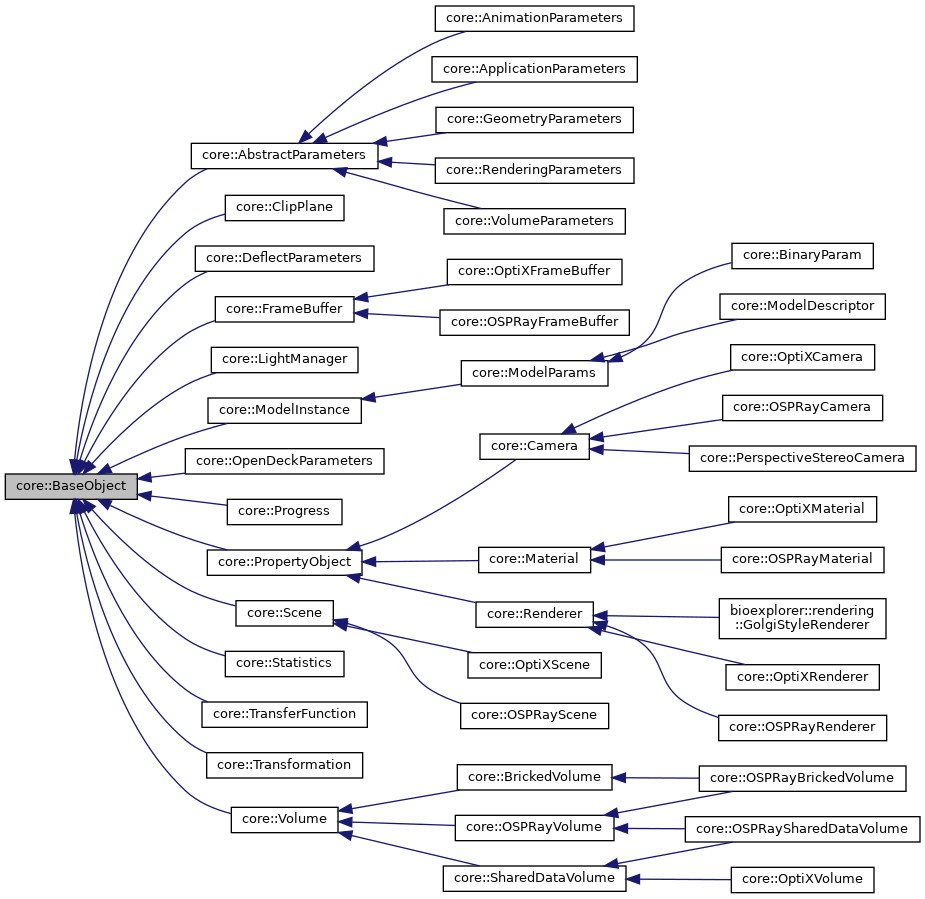 core::AnimationParameters
core::ApplicationParameters
core::GeometryParameters
core::AbstractParameters
core::RenderingParameters
core::VolumeParameters
core::ClipPlane
core::DeflectParameters
core::BinaryParam
core::OptiXFrameBuffer
core::FrameBuffer
core::ModelDescriptor
core::OSPRayFrameBuffer
core::LightManager
core::OptiXCamera
core::ModelParams
core::ModelInstance
core::OSPRayCamera
core::Camera
core::PerspectiveStereoCamera
core::OpenDeckParameters
core::BaseObject
core::Progress
core::OptiXMaterial
core::PropertyObject
core::Material
core::OSPRayMaterial
core::Scene
core::Renderer
bioexplorer::rendering
::GolgiStyleRenderer
core::Statistics
core::OptiXScene
core::OptiXRenderer
core::TransferFunction
core::OSPRayScene
core::OSPRayRenderer
core::Transformation
core::BrickedVolume
core::OSPRayBrickedVolume
core::Volume
core::OSPRayVolume
core::OSPRaySharedDataVolume
core::SharedDataVolume
core::OptiXVolume